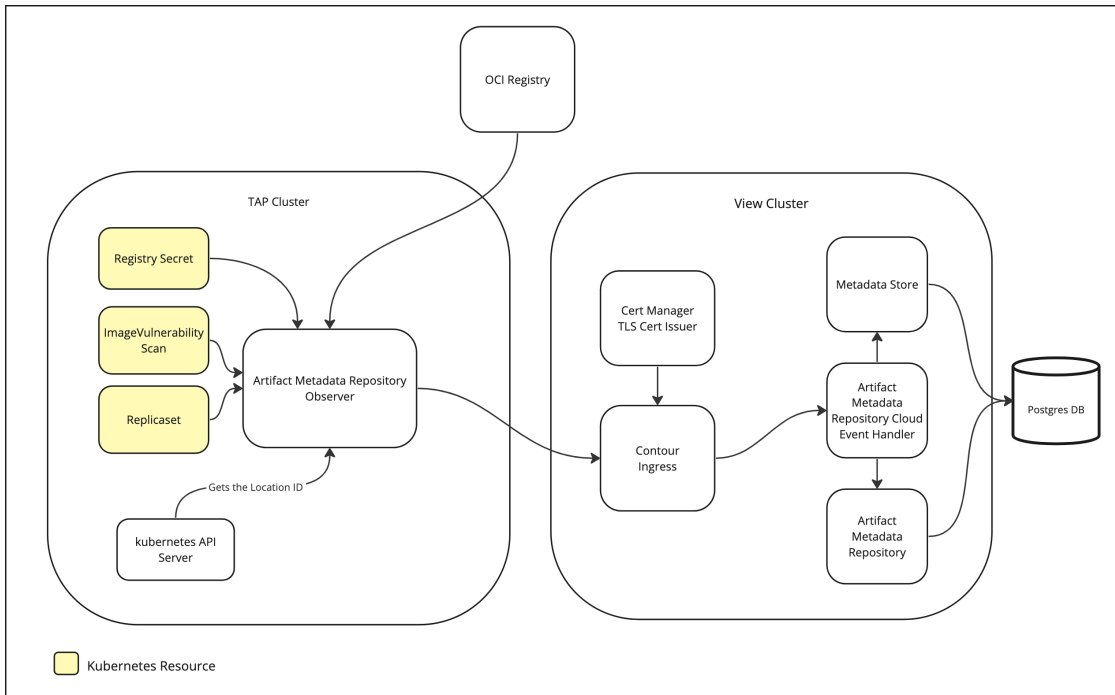 OCI Registry
TAP Cluster
Registry Secret
ImageVulnerability
Scan
Replicaset
Artifact Metadata Repository
Observer
Gets the Location ID
kubernetes API
Server
View Cluster
Cert Manager
TLS Cert Issuer
Contour
Ingress
Metadata Store
Artifact
Metadata
Repository Cloud
Event Handler
Artifact
Metadata
Repository
Postgres DB
Kubernetes Resource